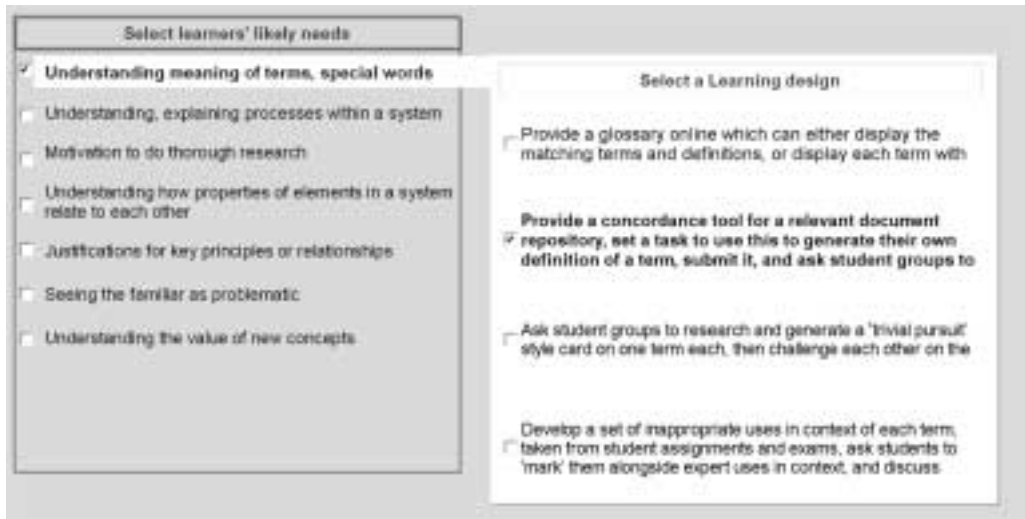 Select learners' likely needs
Understanding meaning of terms, special words
Understanding, explaining processes within a system
Motivation to do thorough research
Understanding how properties of elements in a system
relate to each other
Justifications for key principles or relationships
Seeing the familiar as problematic
Understanding the value of new concepts
Select a Learning design
Provide a glossary online which can either display the
matching terms and definitions, or display each term with
Provide a concordance tool for a relevant document
repository, set a task to use this to generate their own
definition of a term, submit it, and ask student groups to
Ask student groups to research and generate a 'trivial pursuit'
style card on one term each, then challenge each other on the
Develop a set of inappropriate uses in context of each term,
taken from student assignments and exams, ask students to
'mark' them alongside expert uses in context, and discuss